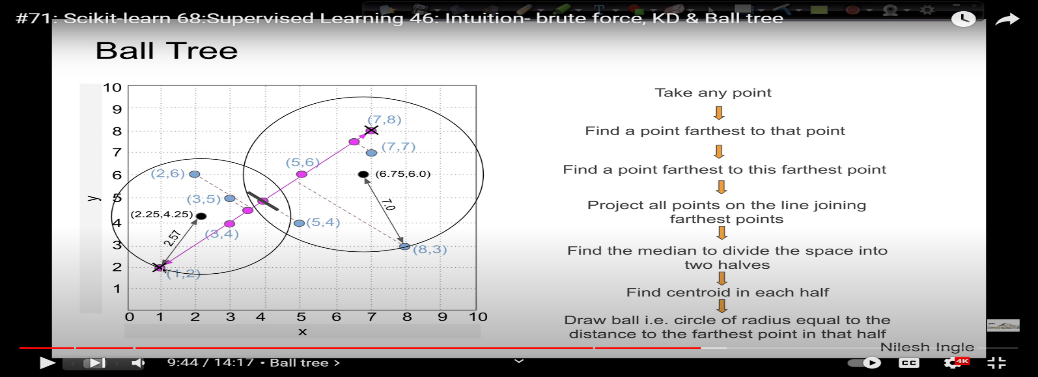 #71: Scikit-learn 68:Supervised Learning 46: Intuition- brute force, KD & Ball tree
Ball Tree
10
9
8
7
6
5
4
3
2
1
y
0 1 2 3 4 5 6 7 8 9 10
x
(7,8)
(7,7)
(5,6)
(2,6)
(6.75,6.0)
(3,5)
(2.25,4.25)
7.0
(5,4)
(3,4)
2.57
(8,3)
(1,2)
Take any point
Find a point farthest to that point
Find a point farthest to this farthest point
Project all points on the line joining
farthest points
Find the median to divide the space into
two halves
Find centroid in each half
Draw ball i.e. circle of radius equal to the
distance to the farthest point in that half
Nilesh Ingle
9:44 / 14:17 • Ball tree >
CC
4K